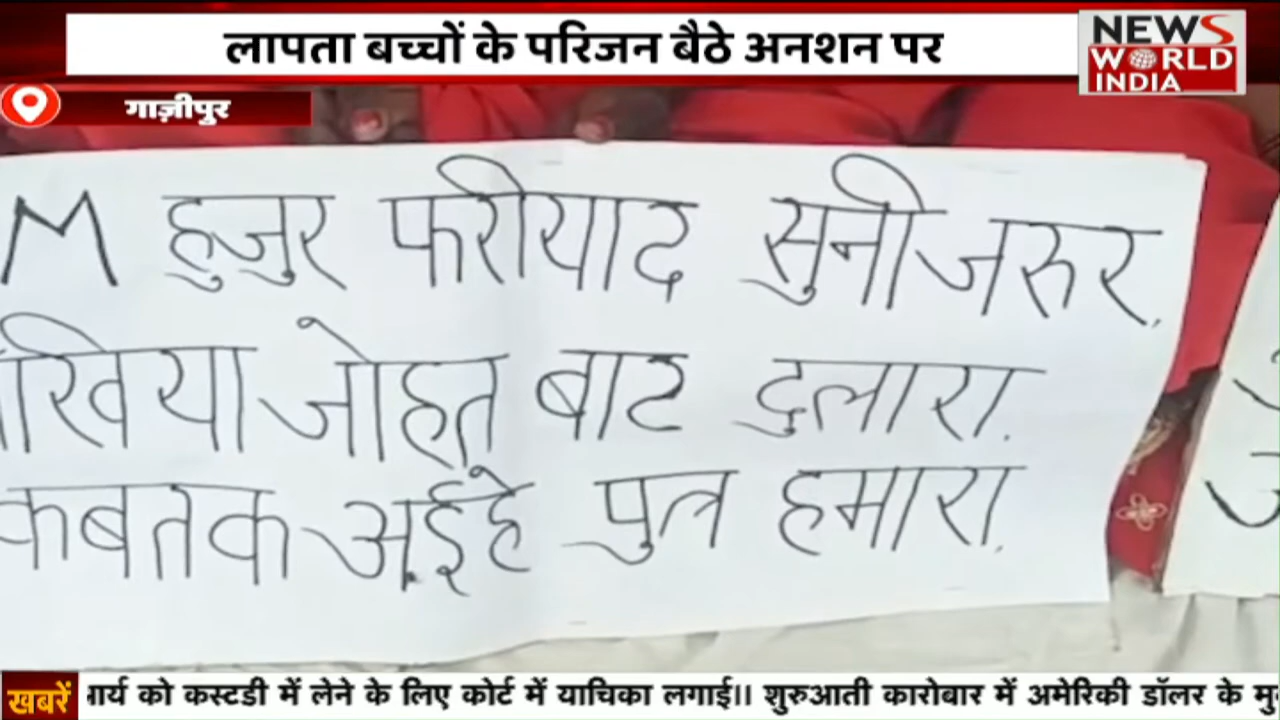 लापता बच्चों के परिजन बैठे अनशन पर
NEWS
WORLD
INDIA
गाज़ीपुर
M हुजुर फरीयाद सुनी जरुर.
जोहत बाट दुलारा.
कबतक अईहे पुत्र हमारा.
खबरें
को कस्टडी में लेने के लिए कोर्ट में याचिका लगाई।। शुरुआती कारोबार में अमेरिकी डॉलर के